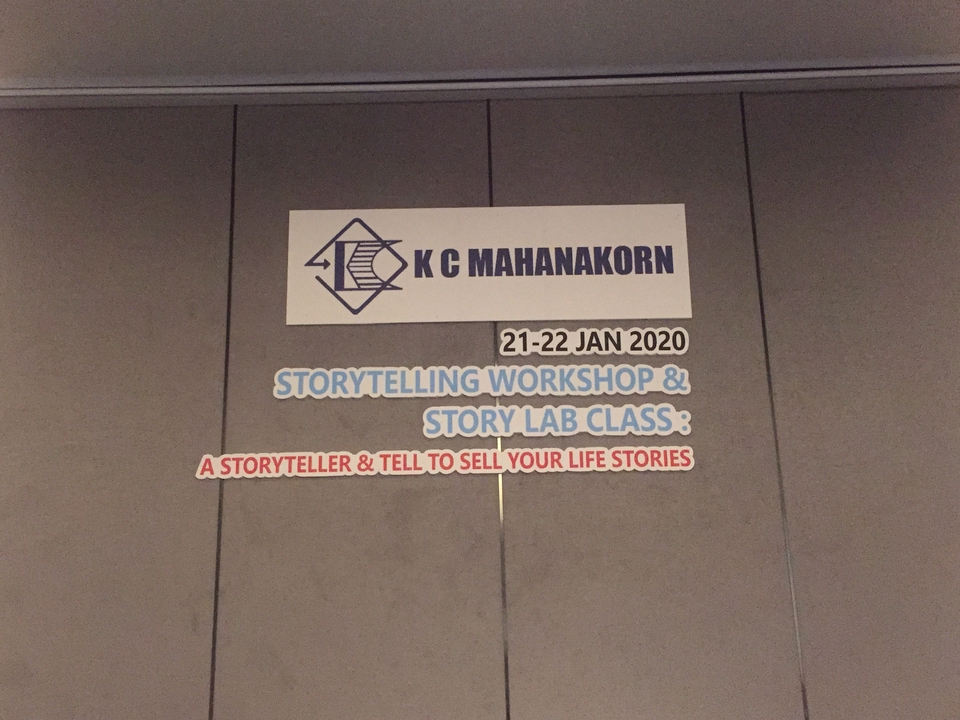 K C MAHANAKORN
21-22 JAN 2020
STORYTELLING WORKSHOP &
STORY LAB CLASS :
A STORYTELLER & TELL TO SELL YOUR LIFE STORIES